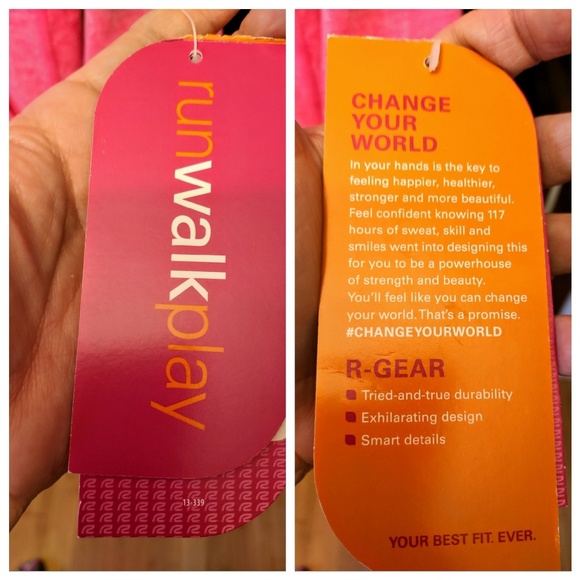 runwalkplay
13-339
CHANGE
YOUR
WORLD
In your hands is the key to
feeling happier, healthier,
stronger and more beautiful.
Feel confident knowing 117
hours of sweat, skill and
smiles went into designing this
for you to be a powerhouse
of strength and beauty.
You'll feel like you can change
your world. That's a promise.
#CHANGEYOURWORLD
R-GEAR
Tried-and-true durability
Exhilarating design
Smart details
YOUR BEST FIT. EVER.